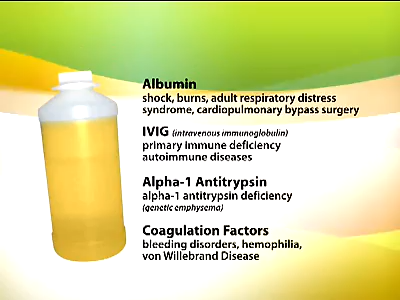 Albumin
shock, burns, adult respiratory distress
syndrome, cardiopulmonary bypass surgery
IVIG (intravenous immunoglobulin)
primary immune deficiency
autoimmune diseases
Alpha-1 Antitrypsin
alpha-1 antitrypsin deficiency
(genetic emphysema)
Coagulation Factors
bleeding disorders, hemophilia,
von Willebrand Disease